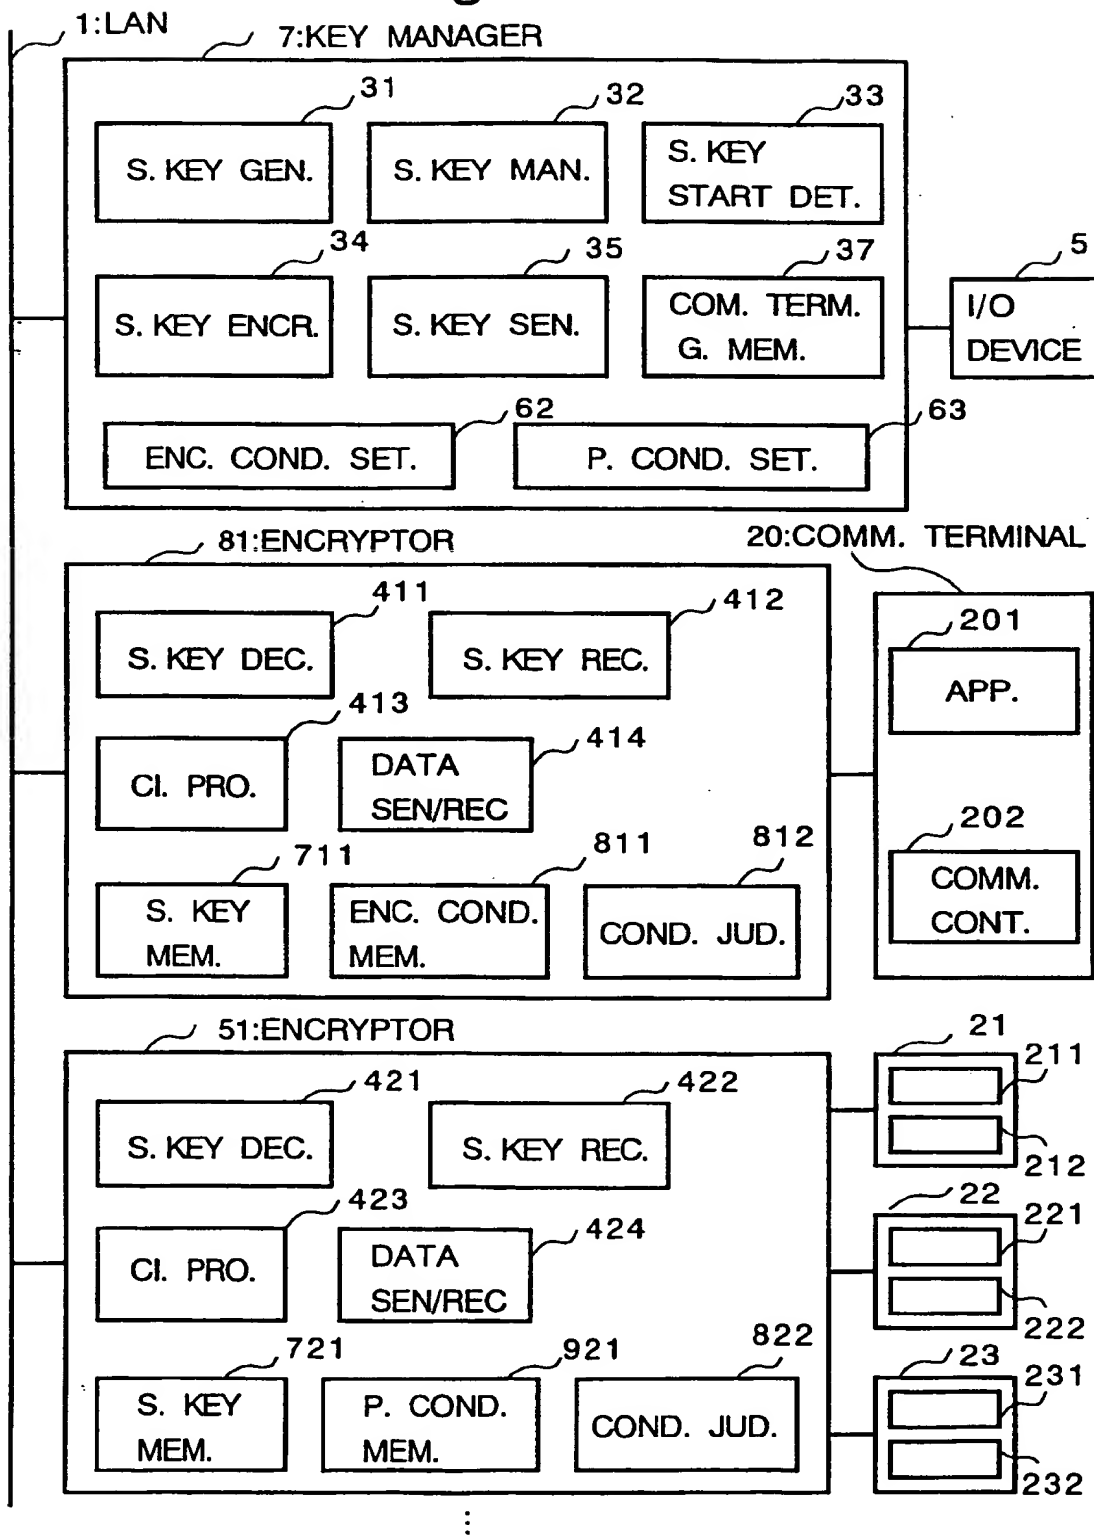 1:LAN
7:KEY MANAGER
31
32
33
S. KEY GEN.
S. KEY MAN.
S. KEY
START DET.
34
35
37
5
S. KEY ENCR.
S. KEY SEN.
COM. TERM.
G. MEM.
I/O
DEVICE
62
63
ENC. COND. SET.
P. COND. SET.
81:ENCRYPTOR
20:COMM. TERMINAL
411
412
201
S. KEY DEC.
S. KEY REC.
APP.
413
414
CI. PRO.
DATA
SEN/REC
202
711
811
812
COMM.
CONT.
S. KEY
MEM.
ENC. COND.
MEM.
COND. JUD.
51:ENCRYPTOR
21
211
421
422
S. KEY DEC.
S. KEY REC.
212
423
424
22
221
CI. PRO.
DATA
SEN/REC
222
721
921
822
23
231
S. KEY
MEM.
P. COND.
MEM.
COND. JUD.
232